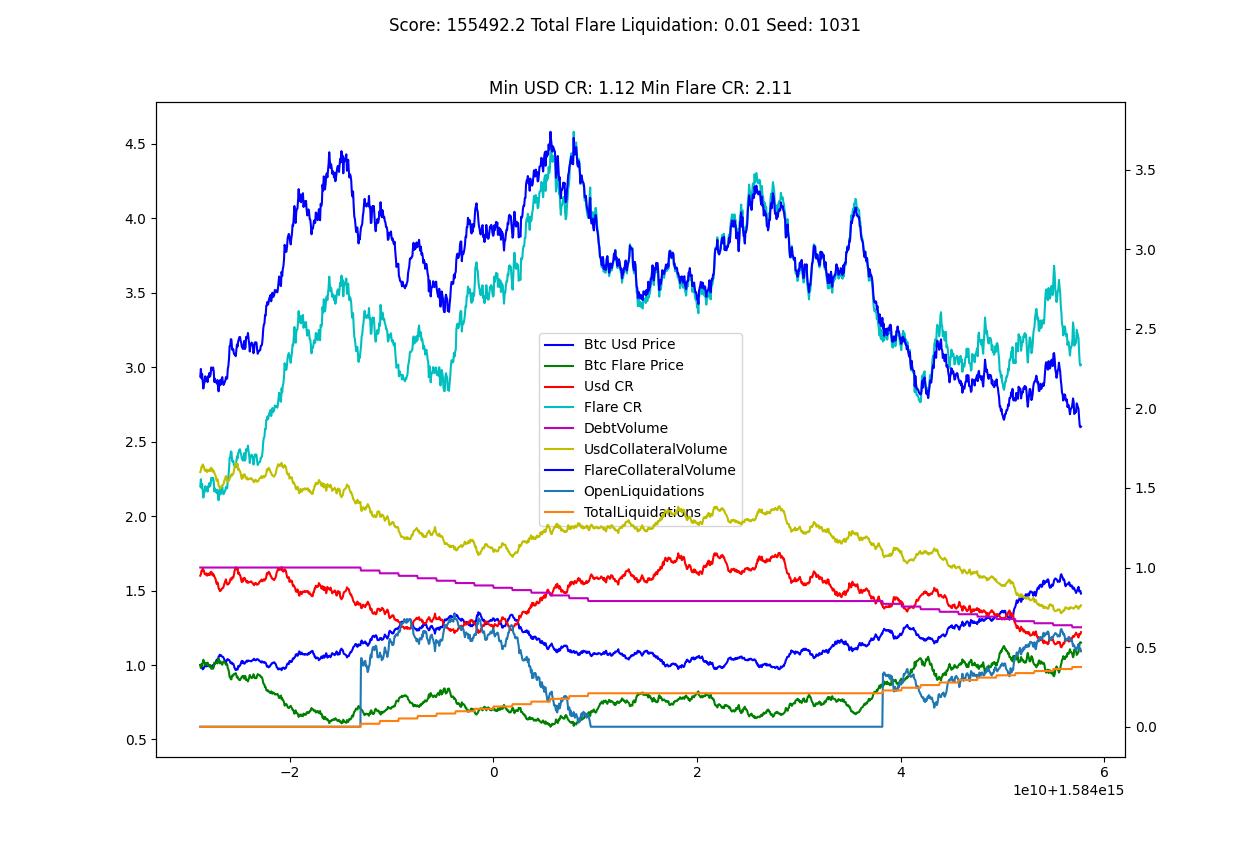 Score: 155492.2 Total Flare Liquidation: 0.01 Seed: 1031
Min USD CR: 1.12 Min Flare CR: 2.11
4.5
4.0
3.5
3.0
2.5
2.0
1.5
1.0
0.5
3.5
3.0
2.5
2.0
1.5
1.0
0.5
0.0
Btc Usd Price
Btc Flare Price
Usd CR
Flare CR
DebtVolume
UsdCollateralVolume
FlareCollateralVolume
OpenLiquidations
TotalLiquidations
−2 0 2 4 6
1e10+1.584e15